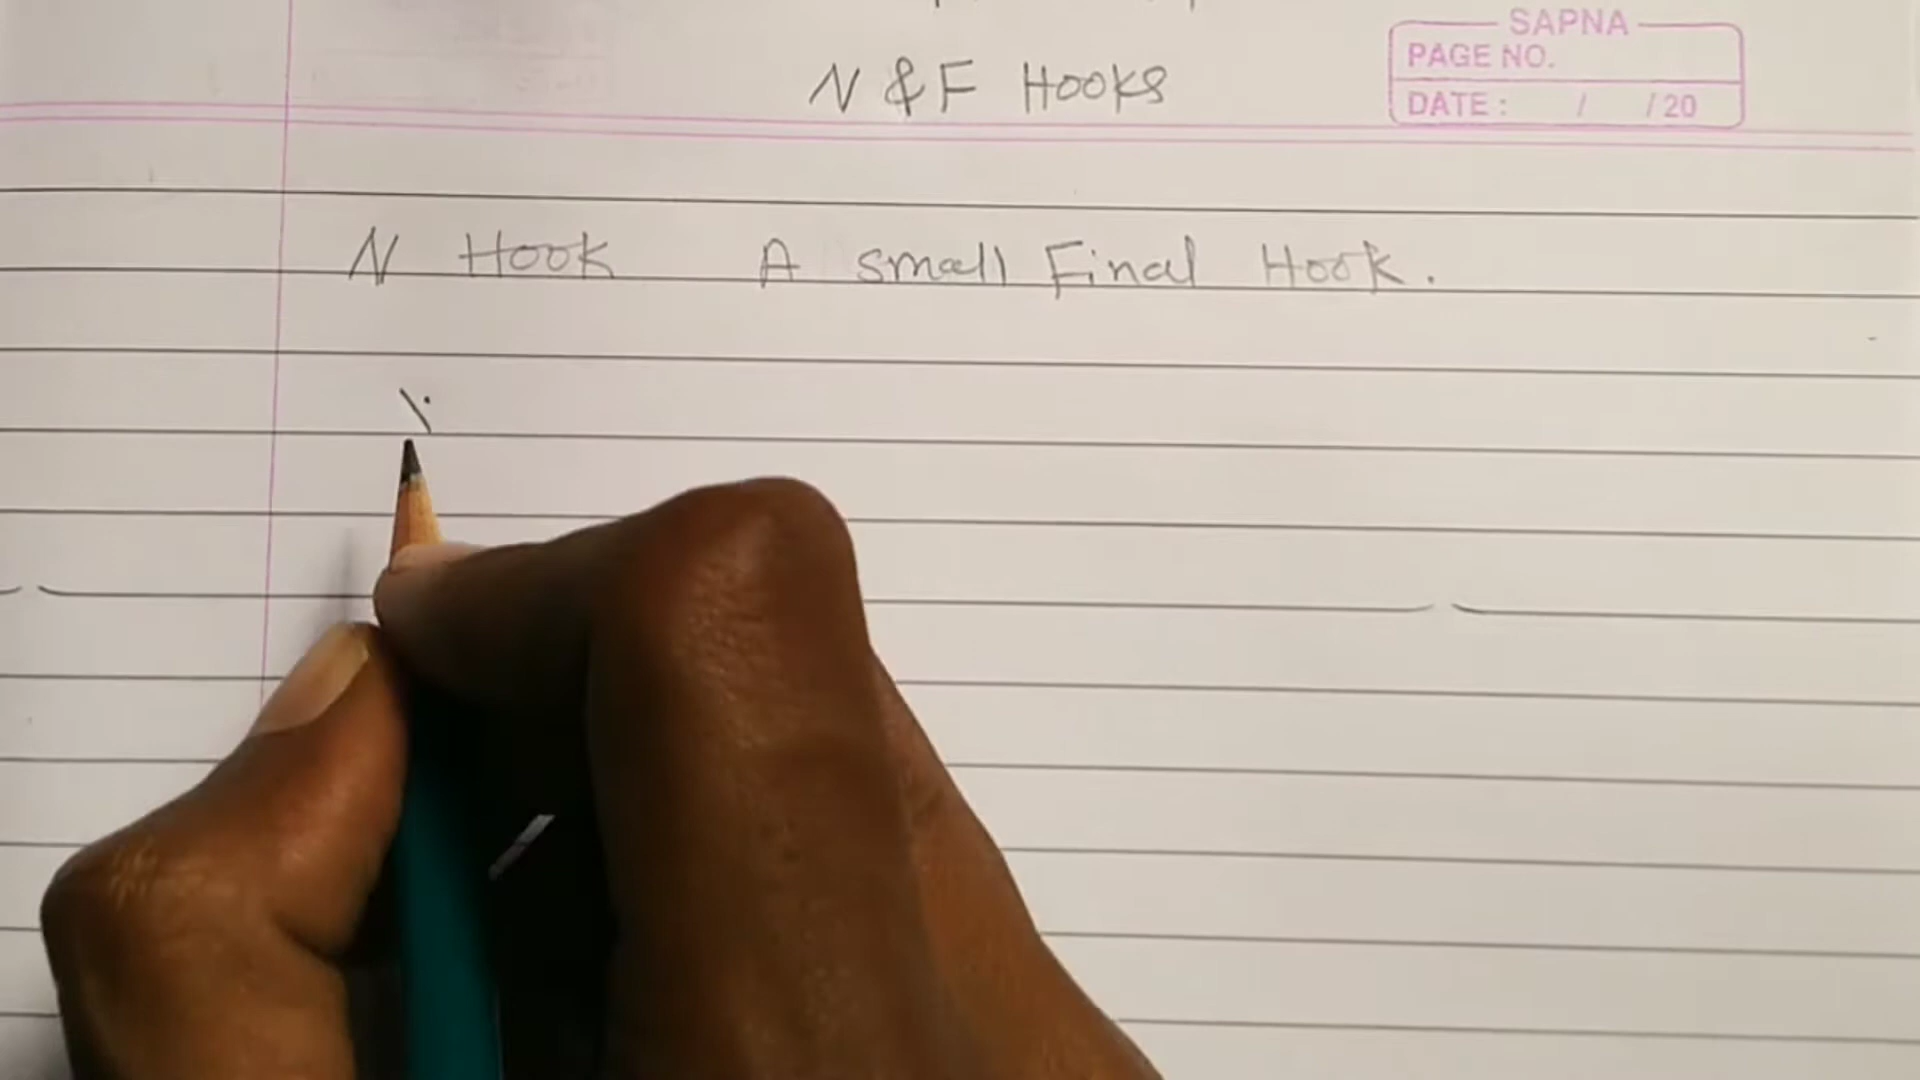 SAPNA
N & F Hooks
PAGE NO.
DATE : / / 20
N Hook A small Final Hook.